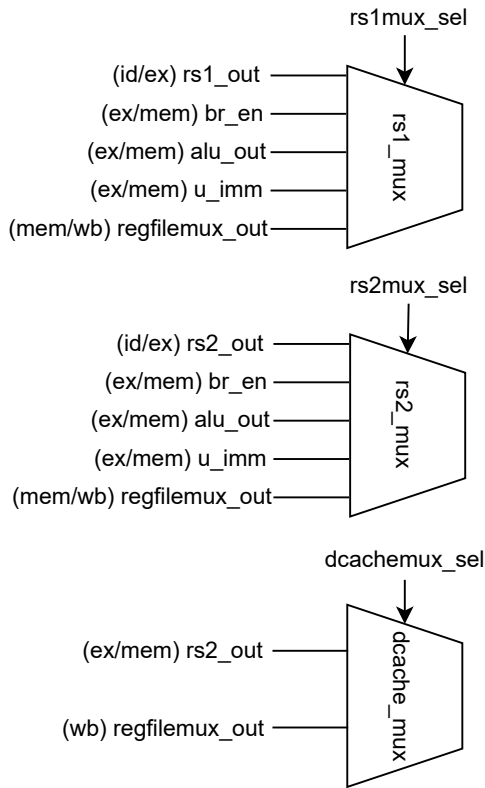 rs1mux_sel
(id/ex) rs1_out
(ex/mem) br_en
(ex/mem) alu_out
(ex/mem) u_imm
(mem/wb) regfilemux_out
rs1_mux
rs2mux_sel
(id/ex) rs2_out
(ex/mem) br_en
(ex/mem) alu_out
(ex/mem) u_imm
(mem/wb) regfilemux_out
rs2_mux
dcachemux_sel
(ex/mem) rs2_out
(wb) regfilemux_out
dcache_mux